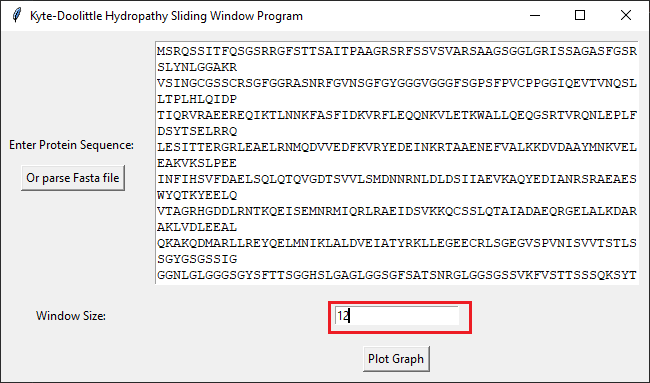 Kyte-Doolittle Hydropathy Sliding Window Program
MSRQSSITFQSGSRRGFSTTSAITPAAGRSRFSSVSVARSAAGSGGLGRISSAGASFGSR
SLYNLGGAKR
VSINGCGSSCRSGFGGRASNRFGVNSGFGYGGGVGGGFSGPSFPVCPPGGIQEVTVNQSL
LTPLHLQIDP
TIQRVRAEEREQIKTLNNKFASFIDKVRFLEQQNKVLETKWALLQEQGSRTVRQNLEPLF
DSYTSELRRQ
Enter Protein Sequence:
LESITTERGRLEAELRNMQDVVEDFKVRYEDEINKRTAAENEFVALKKDVDAAYMNKVEL
EAKVKSLPEE
Or parse Fasta file
INFIHSVFDAELSQLQTQVGDTSVVLSMDNNRNLDLDSIIAEVKAQYEDIANRSRAEAES
WYQTKYEELQ
VTAGRHGDDLRNTKQEISEMNRMIQRLRAEIDSVKKQCSSLQTAIADAEQRGELALKDAR
AKLVDLEEAL
QKAKQDMARLLREYQELMNIKLALDVEIATYRKLLEGEECRLSGEGVSPVNISVVTSTLS
SGYGSGSSIG
GGNLGLGGGSGYSFTTSGGHSLGAGLGGSGFSATSNRGLGGSGSSVKFVSTTSSSQKSYT
Window Size:
12
Plot Graph